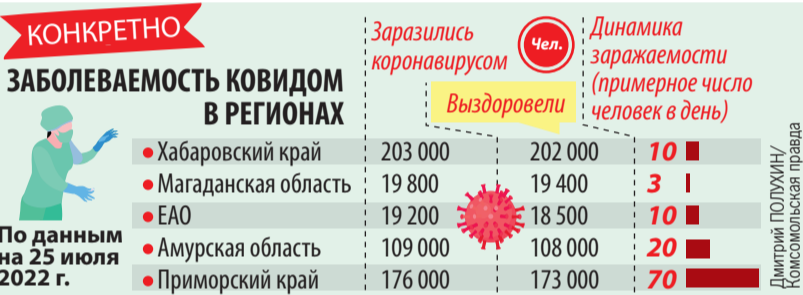 КОНКРЕТНО
ЗАБОЛЕВАЕМОСТЬ КОВИДОМ
В РЕГИОНАХ
По данным
на 25 июля
2022 г.
Заразились
коронавирусом
Чел.
Выздоровели
Динамика
заражаемости
(примерное число
человек в день)
Хабаровский край 203 000 202 000 10
Магаданская область 19 800 19 400 3
ЕАО 19 200 18 500 10
Амурская область 109 000 108 000 20
Приморский край 176 000 173 000 70
Дмитрий ПОЛУХИН/
Комсомольская правда